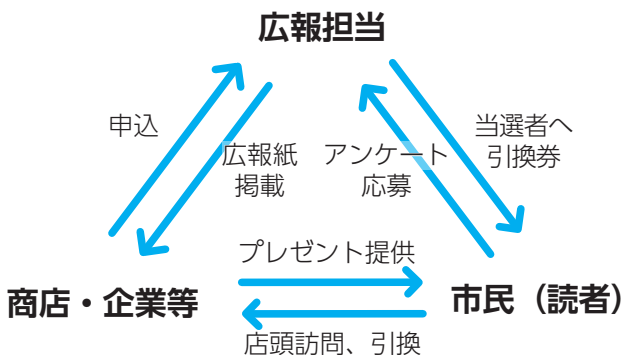 広報担当
申込
広報紙
掲載
アンケート
応募
当選者へ
引換券
プレゼント提供
商店・企業等
市民（読者）
店頭訪問、引換